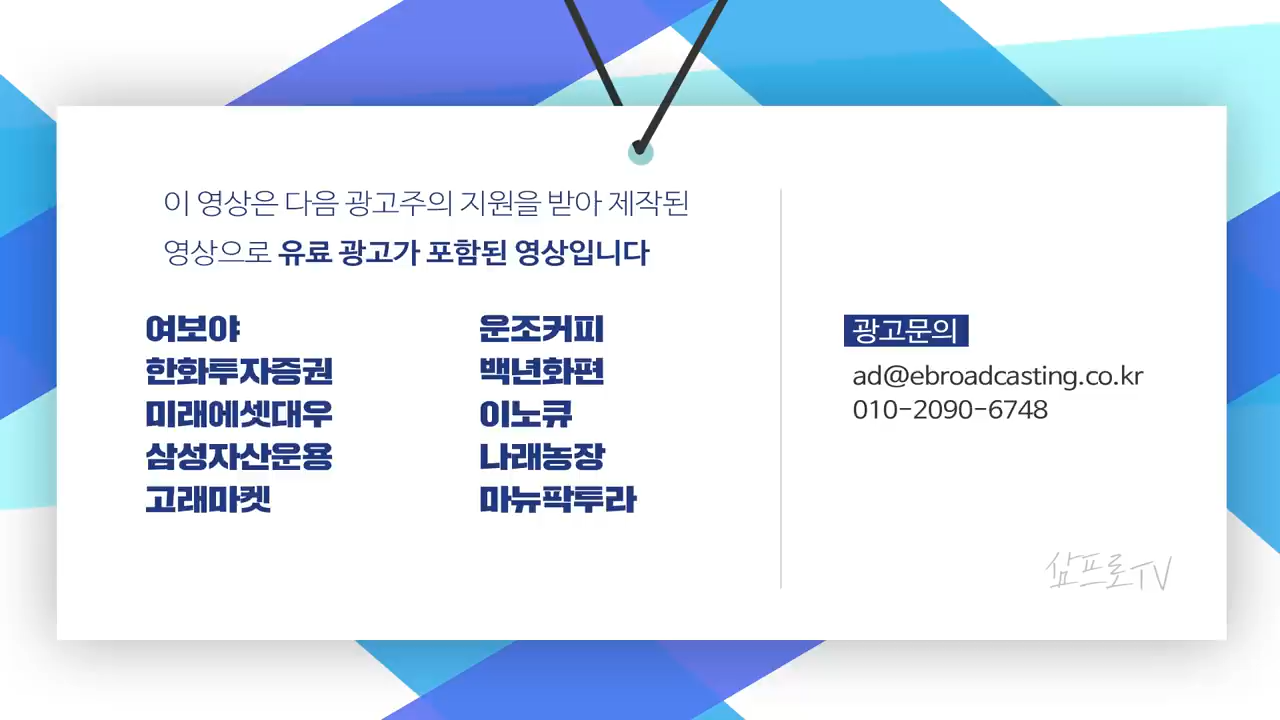 이 영상은 다음 광고주의 지원을 받아 제작된
영상으로 유료 광고가 포함된 영상입니다
여보야
한화투자증권
미래에셋대우
삼성자산운용
고래마켓
운조커피
백년화편
이노큐
나래농장
마뉴팍투라
광고문의
ad@ebroadcasting.co.kr
010-2090-6748
삼프로TV